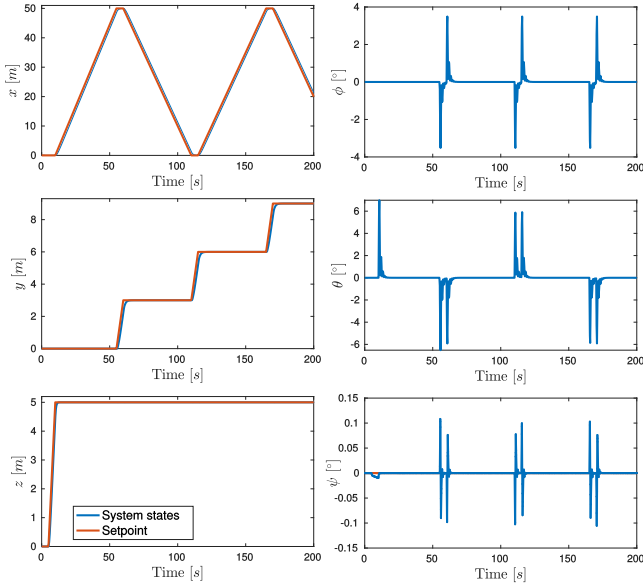 50
40
30
20
10
0
x [m]
0 50 100 150 200
Time [s]
4
2
0
-2
-4
ϕ [°]
0 50 100 150 200
Time [s]
8
6
4
2
0
y [m]
0 50 100 150 200
Time [s]
6
4
2
0
-2
-4
-6
θ [°]
0 50 100 150 200
Time [s]
5
4
3
2
1
0
z [m]
System states
Setpoint
0 50 100 150 200
Time [s]
0.15
0.1
0.05
0
-0.05
-0.1
-0.15
ψ [°]
0 50 100 150 200
Time [s]